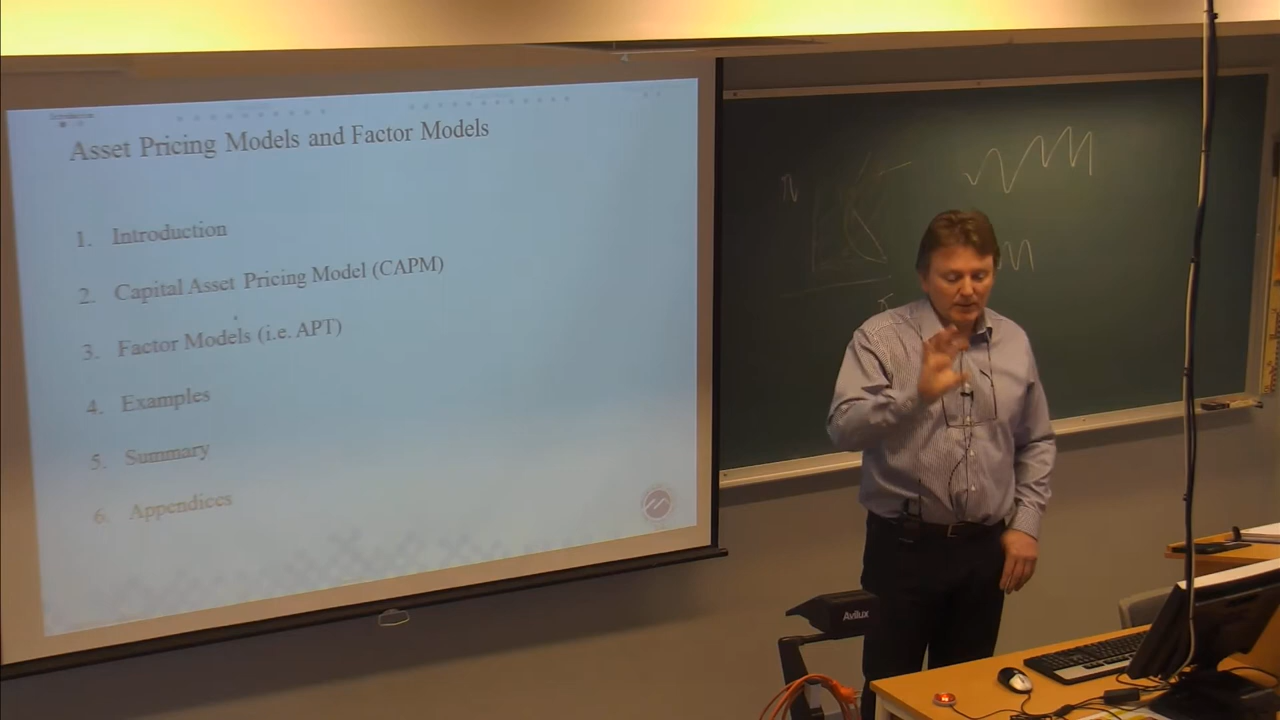 Introduction
Asset Pricing Models and Factor Models
1. Introduction
2. Capital Asset Pricing Model (CAPM)
3. Factor Models (i.e. APT)
4. Examples
5. Summary
6. Appendices
Avilux